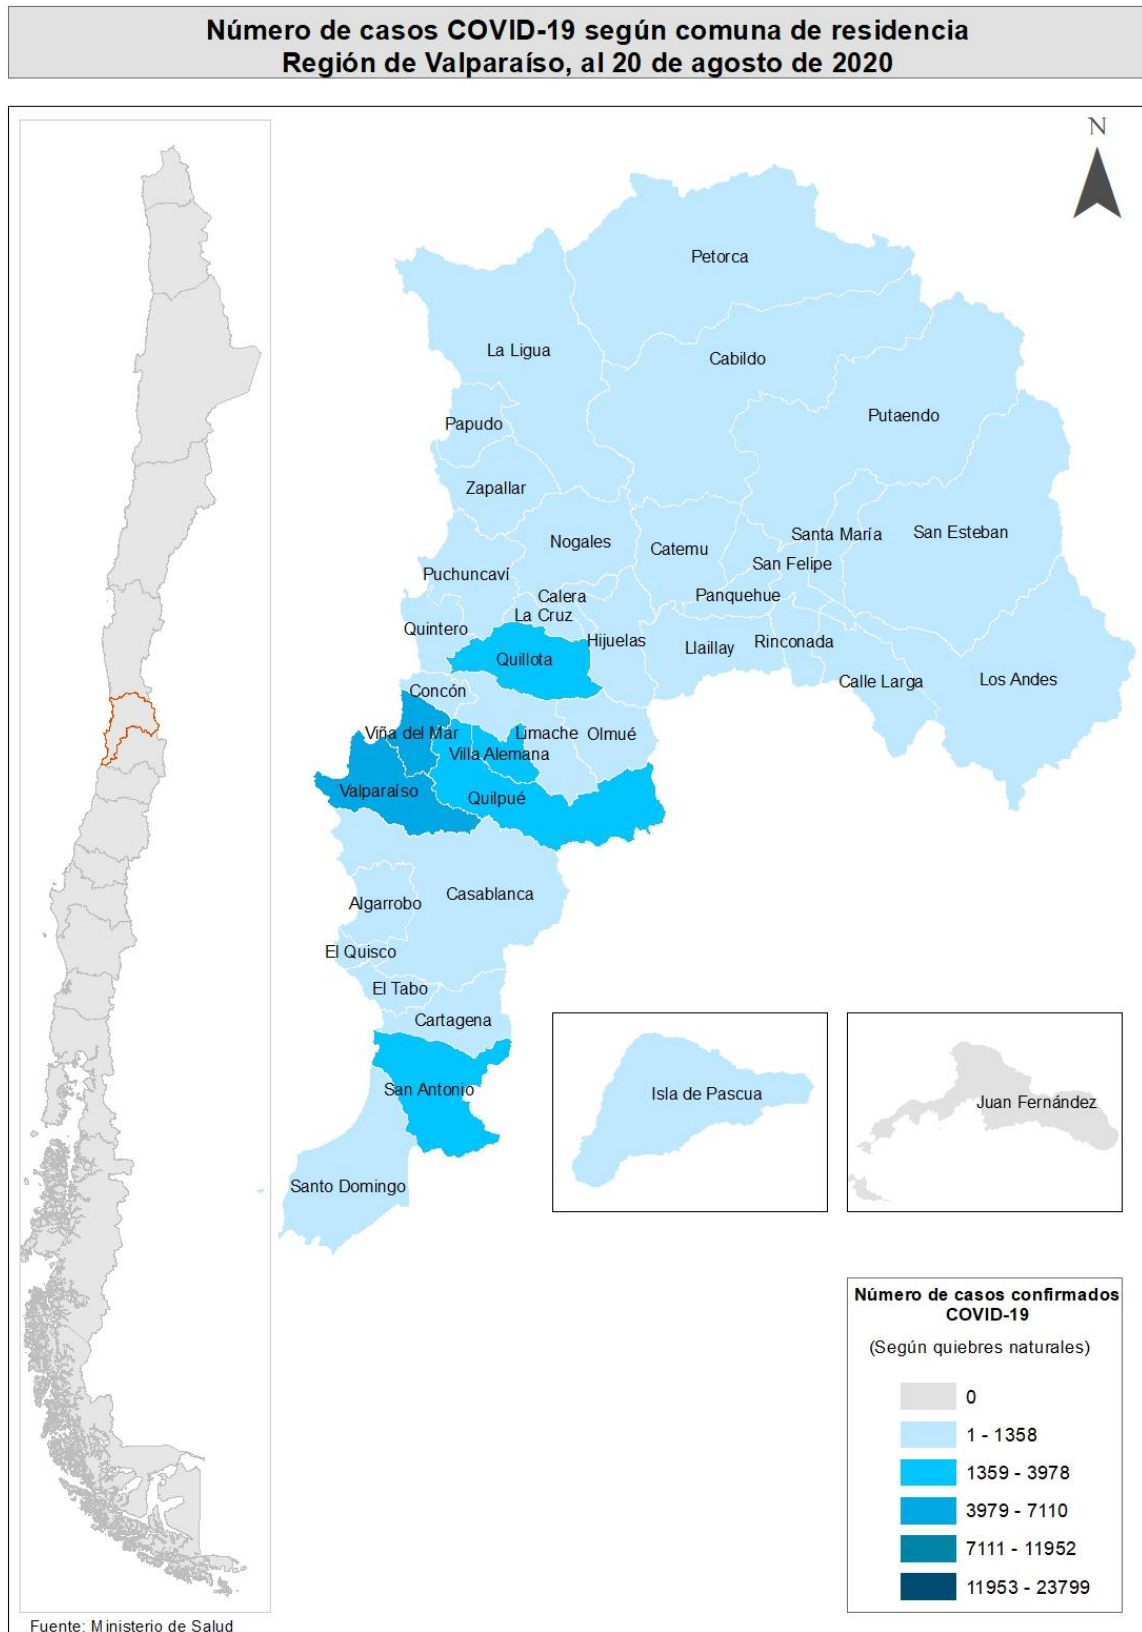 Número de casos COVID-19 según comuna de residencia
Región de Valparaíso, al 20 de agosto de 2020
N
Petorca
La Ligua
Cabildo
Putaendo
Papudo
Zapallar
Santa María
San Esteban
Nogales
Catemu
San Felipe
Puchuncaví
Calera
Panquehue
La Cruz
Quintero
Hijuelas
Llaillay
Rinconada
Quillota
Calle Larga
Los Andes
Concón
Viña del Mar
Limache
Olmué
Villa Alemana
Valparaíso
Quilpué
Casablanca
Algarrobo
El Quisco
El Tabo
Cartagena
San Antonio
Isla de Pascua
Juan Fernández
Santo Domingo
Número de casos confirmados
COVID-19
(Según quiebres naturales)
0
1 - 1358
1359 - 3978
3979 - 7110
7111 - 11952
11953 - 23799
Fuente: Ministerio de Salud